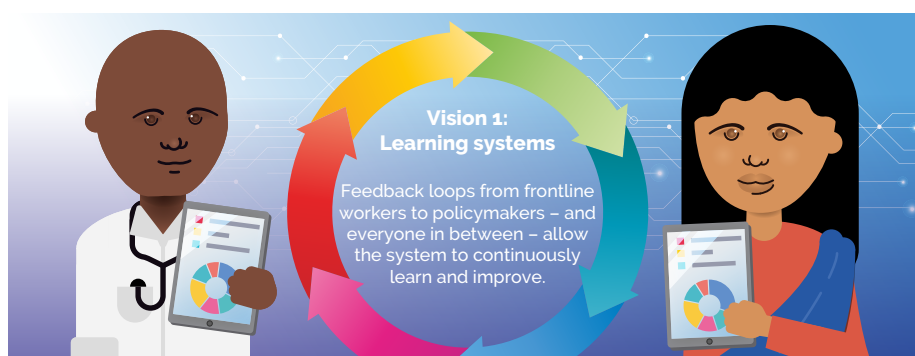 Vision 1:
Learning systems
Feedback loops from frontline
workers to policymakers – and
everyone in between – allow
the system to continuously
learn and improve.